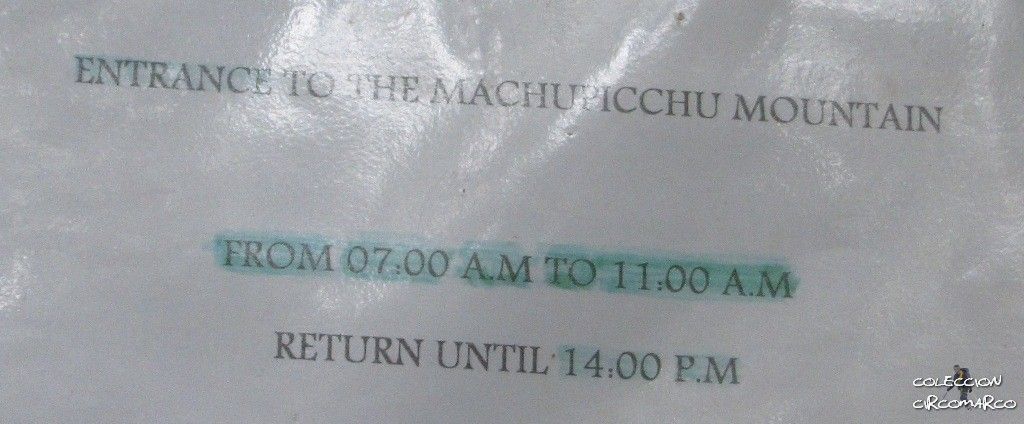 ENTRANCE TO THE MACHUPICCHU MOUNTAIN
FROM 07:00 A.M TO 11:00 A.M
RETURN UNTIL 14:00 P.M
COLECCION
CIRCOMARCO